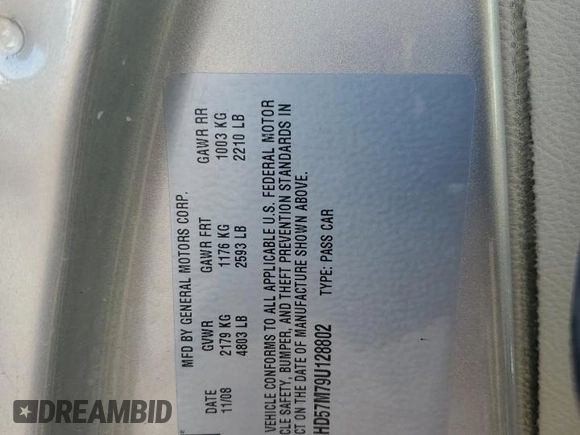 MFD BY GENERAL MOTORS CORP.
DATE GVWR GAWR FRT GAWR RR
11/08 2179 KG 1176 KG 1003 KG
4803 LB 2593 LB 2210 LB
VEHICLE CONFORMS TO ALL APPLICABLE U.S. FEDERAL MOTOR
CLE SAFETY, BUMPER, AND THEFT PREVENTION STANDARDS IN
CT ON THE DATE OF MANUFACTURE SHOWN ABOVE.
HD57M79U128802 TYPE: PASS CAR
DREAMBID